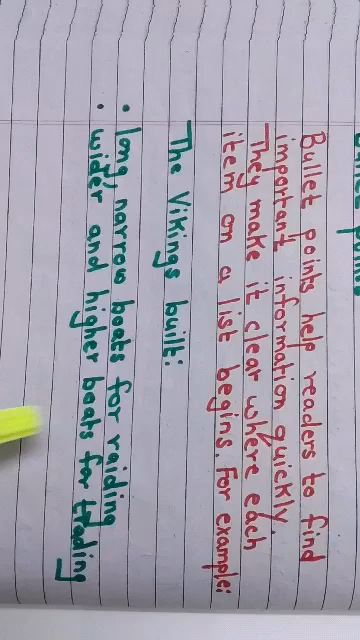 Bullet points help readers to find
important information quickly.
They make it clear where each
item on a list begins. For example:
The Vikings built:
• long, narrow boats for raiding
• wider and higher boats for trading